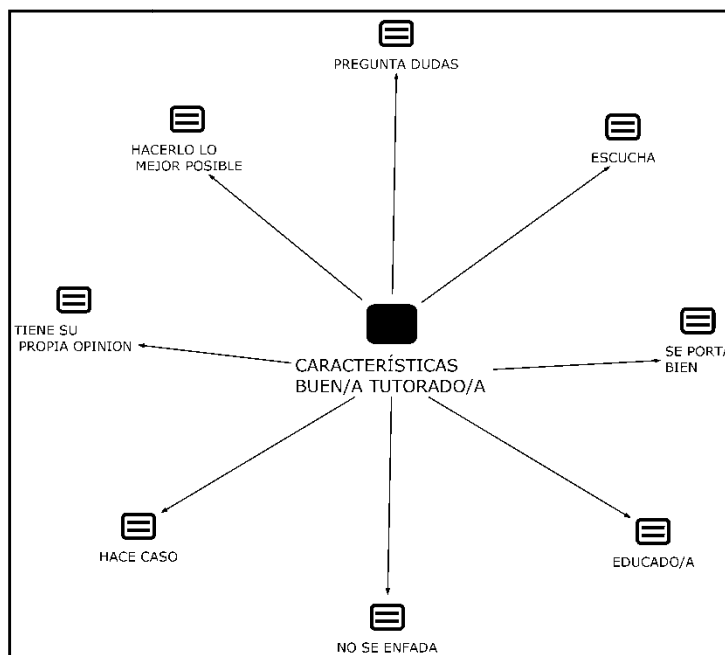 PREGUNTA DUDAS
HACERLO LO
MEJOR POSIBLE
ESCUCHA
TIENE SU
PROPIA OPINION
SE PORTA
BIEN
CARACTERÍSTICAS
BUEN/A TUTORADO/A
HACE CASO
EDUCADO/A
NO SE ENFADA